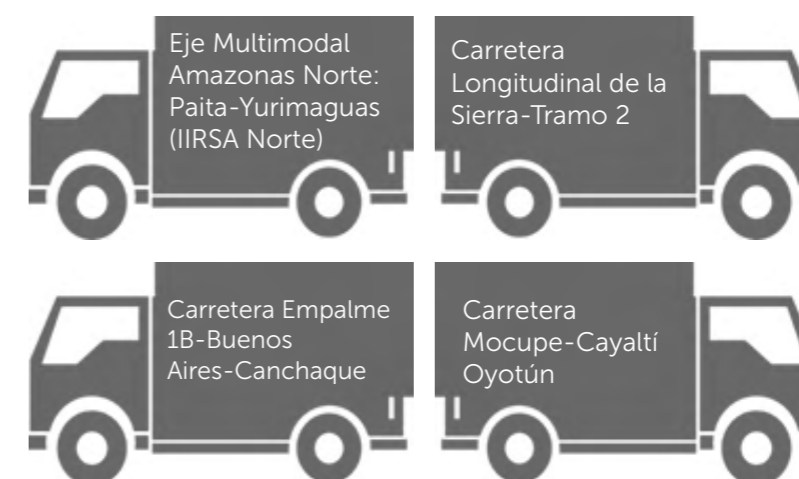 Eje Multimodal
Amazonas Norte:
Paita-Yurimaguas
(IIRSA Norte)
Carretera
Longitudinal de la
Sierra-Tramo 2
Carretera Empalme
1B-Buenos
Aires-Canchaque
Carretera
Mocupe-Cayaltí
Oyotún